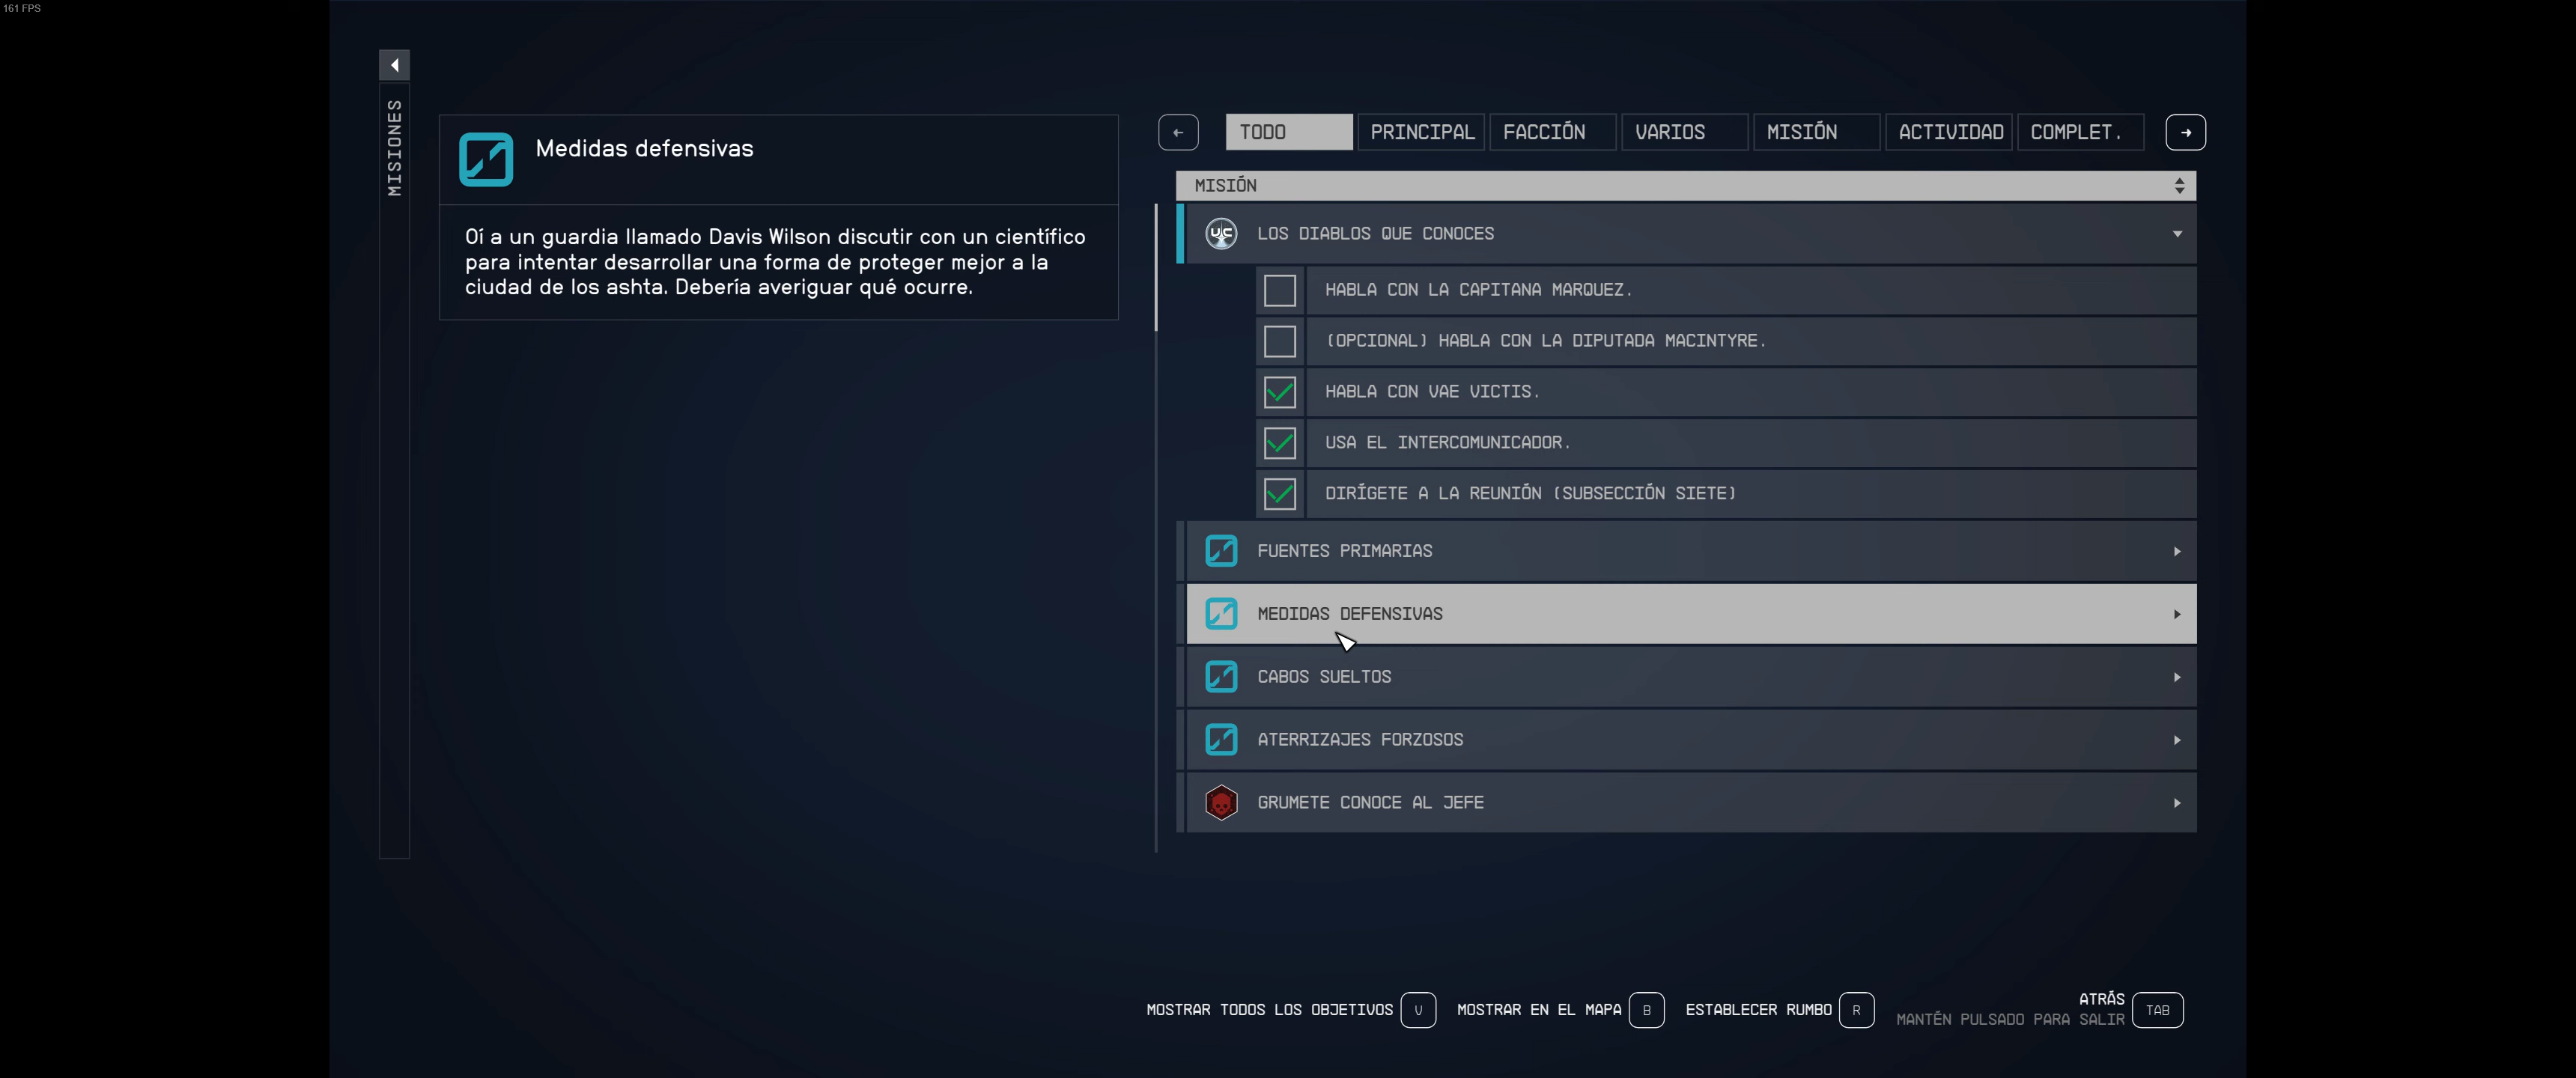 161 FPS
MISIONES
Medidas defensivas
Oí a un guardia llamado Davis Wilson discutir con un científico
para intentar desarrollar una forma de proteger mejor a la
ciudad de los ashta. Debería averiguar qué ocurre.
TODO PRINCIPAL FACCIÓN VARIOS MISIÓN ACTIVIDAD COMPLET.
MISIÓN
UC LOS DIABLOS QUE CONOCES
HABLA CON LA CAPITANA MARQUEZ.
(OPCIONAL) HABLA CON LA DIPUTADA MACINTYRE.
HABLA CON VAE VICTIS.
USA EL INTERCOMUNICADOR.
DIRÍGETE A LA REUNIÓN (SUBSECCIÓN SIETE)
FUENTES PRIMARIAS
MEDIDAS DEFENSIVAS
CABOS SUELTOS
ATERRIZAJES FORZOSOS
GRUMETE CONOCE AL JEFE
MOSTRAR TODOS LOS OBJETIVOS V MOSTRAR EN EL MAPA B ESTABLECER RUMBO R
ATRÁS TAB
MANTÉN PULSADO PARA SALIR